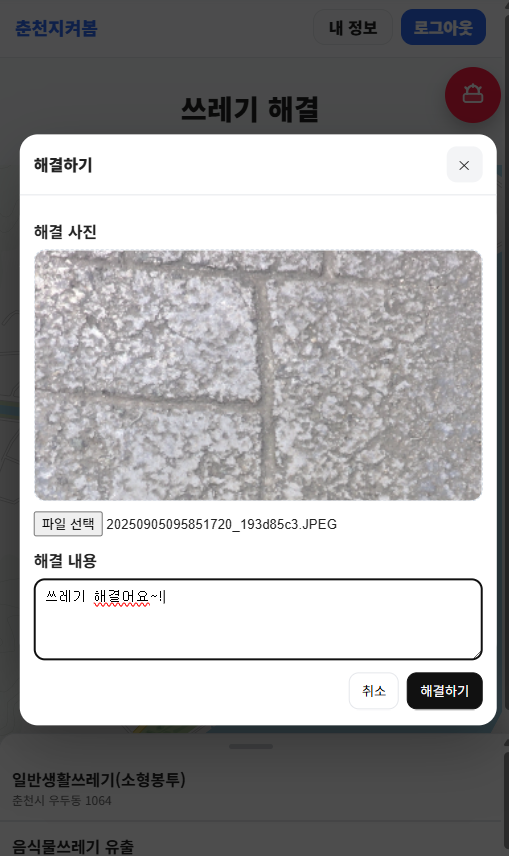 춘천지켜봄
내 정보
로그아웃
쓰레기 해결
해결하기
해결 사진
파일 선택 20250905095851720_193d85c3.JPEG
해결 내용
쓰레기 해결어요~!
취소
해결하기
일반생활쓰레기(소형봉투)
춘천시 우두동 1064
음식물쓰레기 유출